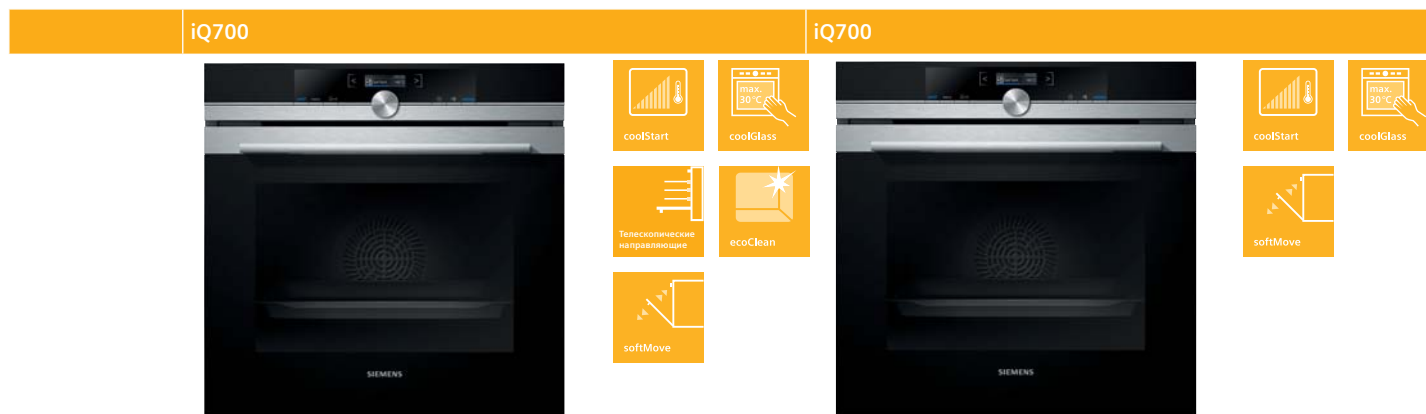 iQ700
iQ700
coolStart
max.
30 °C
coolGlass
Телескопические
направляющие
ecoClean
softMove
SIEMENS
coolStart
max.
30 °C
coolGlass
softMove
SIEMENS